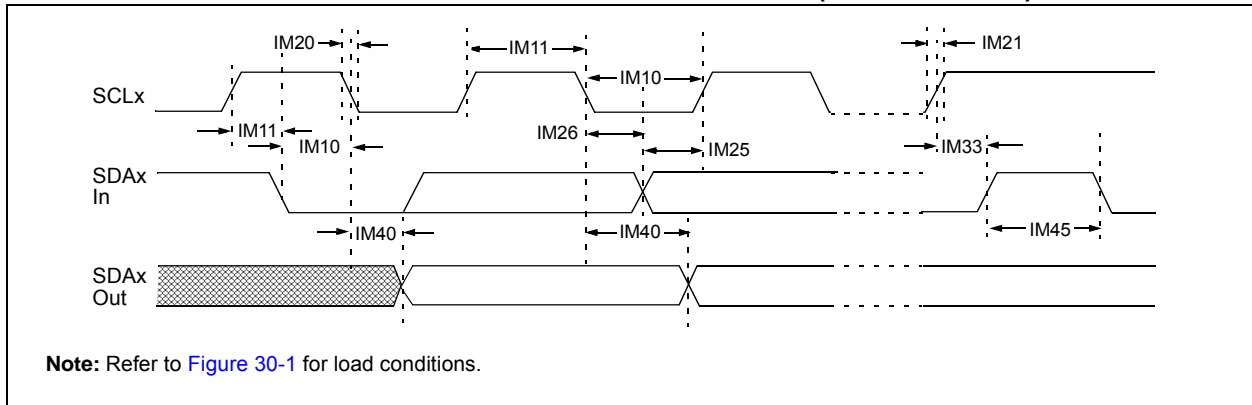 IM20
IM11
IM21
IM10
SCLx
IM11
IM26
IM10
IM25
IM33
SDAx
In
IM40
IM40
IM45
SDAx
Out
Note: Refer to Figure 30-1 for load conditions.